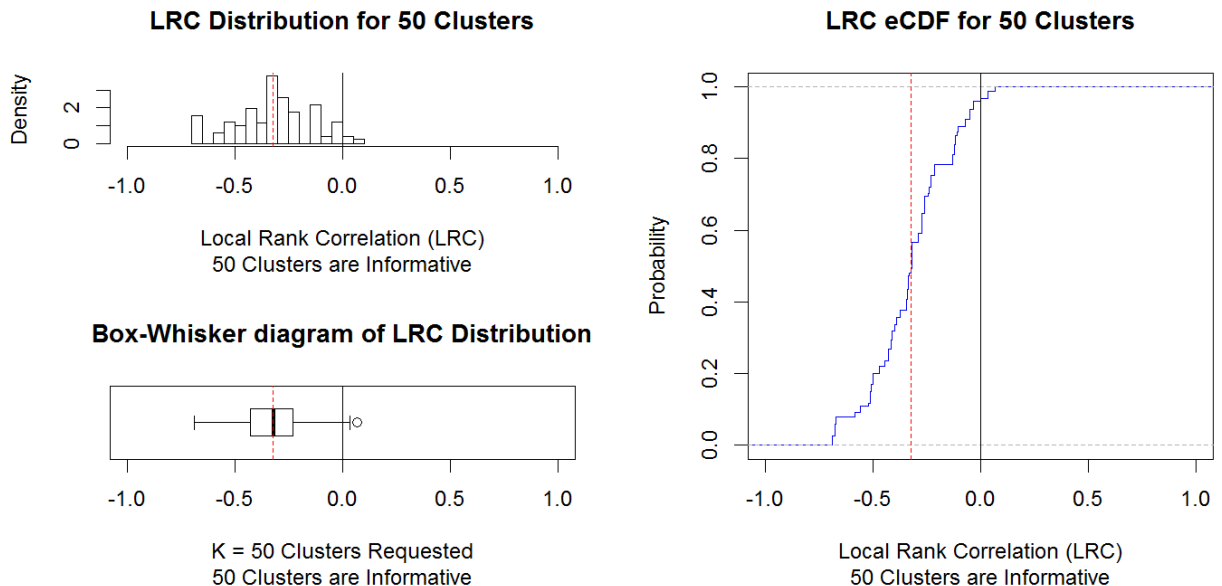 LRC Distribution for 50 Clusters
Density
2
0
-1.0 -0.5 0.0 0.5 1.0
Local Rank Correlation (LRC)
50 Clusters are Informative
Box-Whisker diagram of LRC Distribution
-1.0 -0.5 0.0 0.5 1.0
K = 50 Clusters Requested
50 Clusters are Informative
LRC eCDF for 50 Clusters
Probability
1.0
0.8
0.6
0.4
0.2
0.0
-1.0 -0.5 0.0 0.5 1.0
Local Rank Correlation (LRC)
50 Clusters are Informative